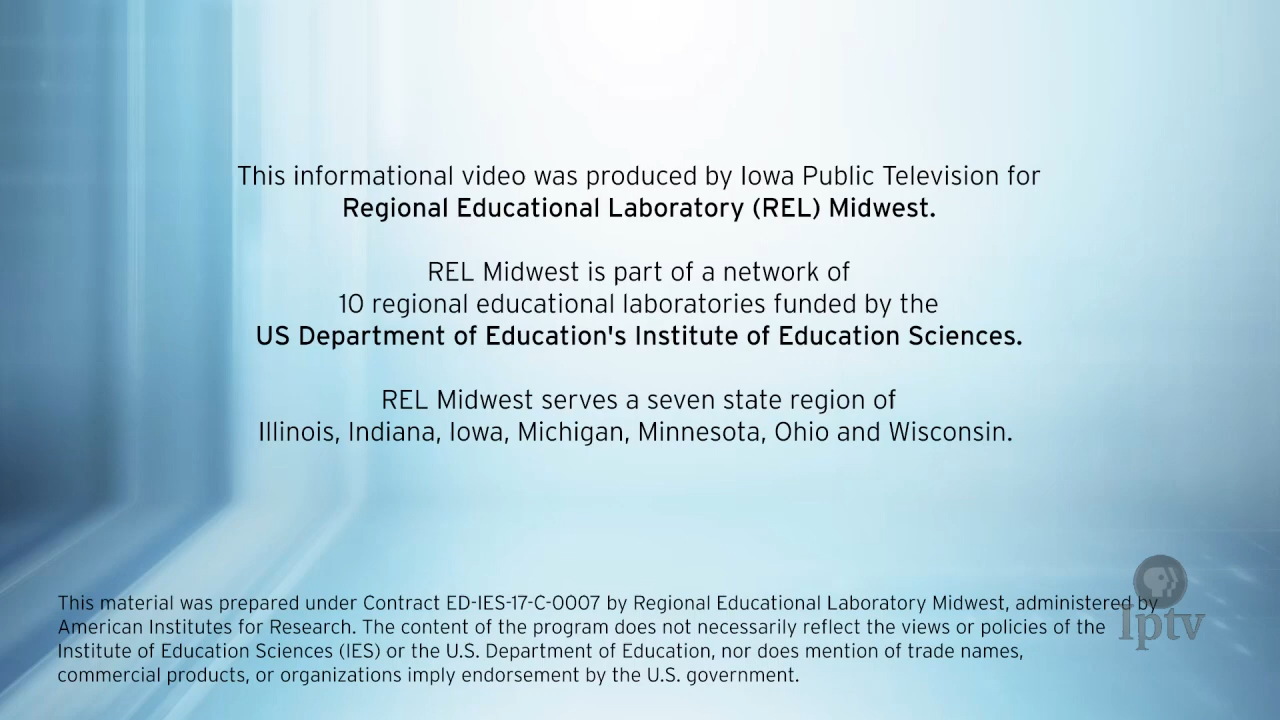 This informational video was produced by Iowa Public Television for
Regional Educational Laboratory (REL) Midwest.
REL Midwest is part of a network of
10 regional educational laboratories funded by the
US Department of Education's Institute of Education Sciences.
REL Midwest serves a seven state region of
Illinois, Indiana, Iowa, Michigan, Minnesota, Ohio and Wisconsin.
This material was prepared under Contract ED-IES-17-C-0007 by Regional Educational Laboratory Midwest, administered by
American Institutes for Research. The content of the program does not necessarily reflect the views or policies of the
Institute of Education Sciences (IES) or the U.S. Department of Education, nor does mention of trade names,
commercial products, or organizations imply endorsement by the U.S. government.
iptv